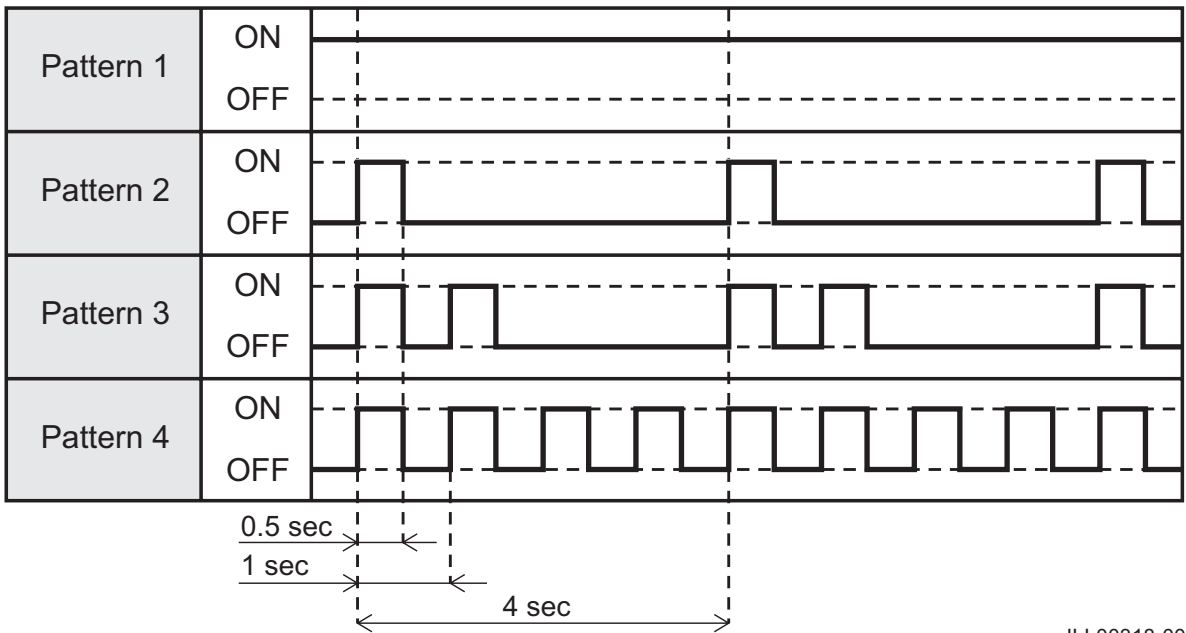 Pattern 1
ON
OFF
Pattern 2
ON
OFF
Pattern 3
ON
OFF
Pattern 4
ON
OFF
0.5 sec
1 sec
4 sec